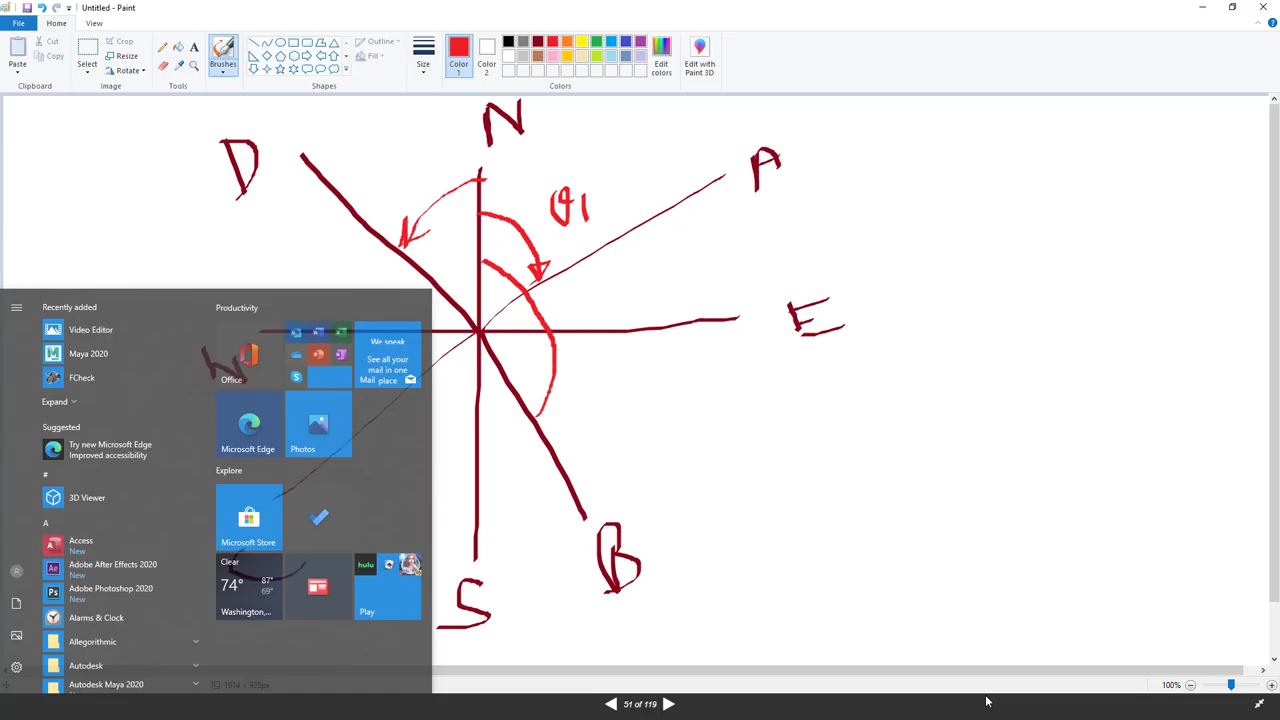 Untitled - Paint
File
Home
View
Paste
Cut
Copy
Clipboard
Select
Crop
Resize
Rotate
Image
Tools
Brushes
Outline
Fill
Shapes
Size
Color 1
Color 2
Edit colors
Edit with Paint 3D
Colors
N
D
A
θ1
E
W
B
S
Recently added
Video Editor
Maya 2020
FCheck
Expand
Suggested
Try new Microsoft Edge
Improved accessibility
#
3D Viewer
A
Access
New
Adobe After Effects 2020
New
Adobe Photoshop 2020
New
Alarms & Clock
Allegorithmic
Autodesk
Autodesk Maya 2020
Productivity
Office
We speak
See all your mail in one place
Mail
Microsoft Edge
Photos
Explore
Microsoft Store
Clear
74° 87°
69°
Washington,...
hulu
Play
1914 × 935px
100%
51 of 119